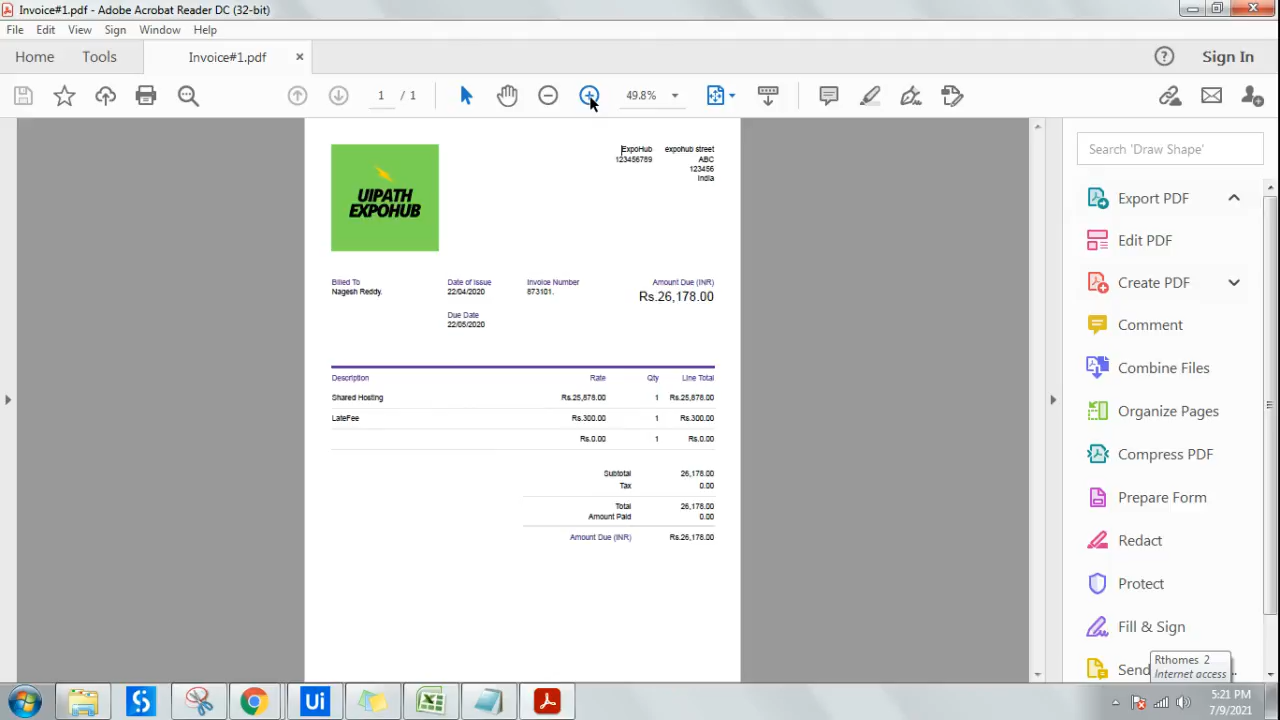 Invoice#1.pdf - Adobe Acrobat Reader DC (32-bit)
File Edit View Sign Window Help
Home Tools Invoice#1.pdf × ? Sign In
1 / 1 49.8%
ExpoHub expohub street
123456789 ABC
123456
India
UIPATH
EXPOHUB
Billed To Date of Issue Invoice Number Amount Due (INR)
Nagesh Reddy. 22/04/2020 873101. Rs.26,178.00
Due Date
22/05/2020
Description Rate Qty Line Total
Shared Hosting Rs.25,878.00 1 Rs.25,878.00
LateFee Rs.300.00 1 Rs.300.00
Rs.0.00 1 Rs.0.00
Subtotal 26,178.00
Tax 0.00
Total 26,178.00
Amount Paid 0.00
Amount Due (INR) Rs.26,178.00
Search 'Draw Shape'
Export PDF
Edit PDF
Create PDF
Comment
Combine Files
Organize Pages
Compress PDF
Prepare Form
Redact
Protect
Fill & Sign
Send
Rthomes 2
Internet access
S Ui
5:21 PM
7/9/2021